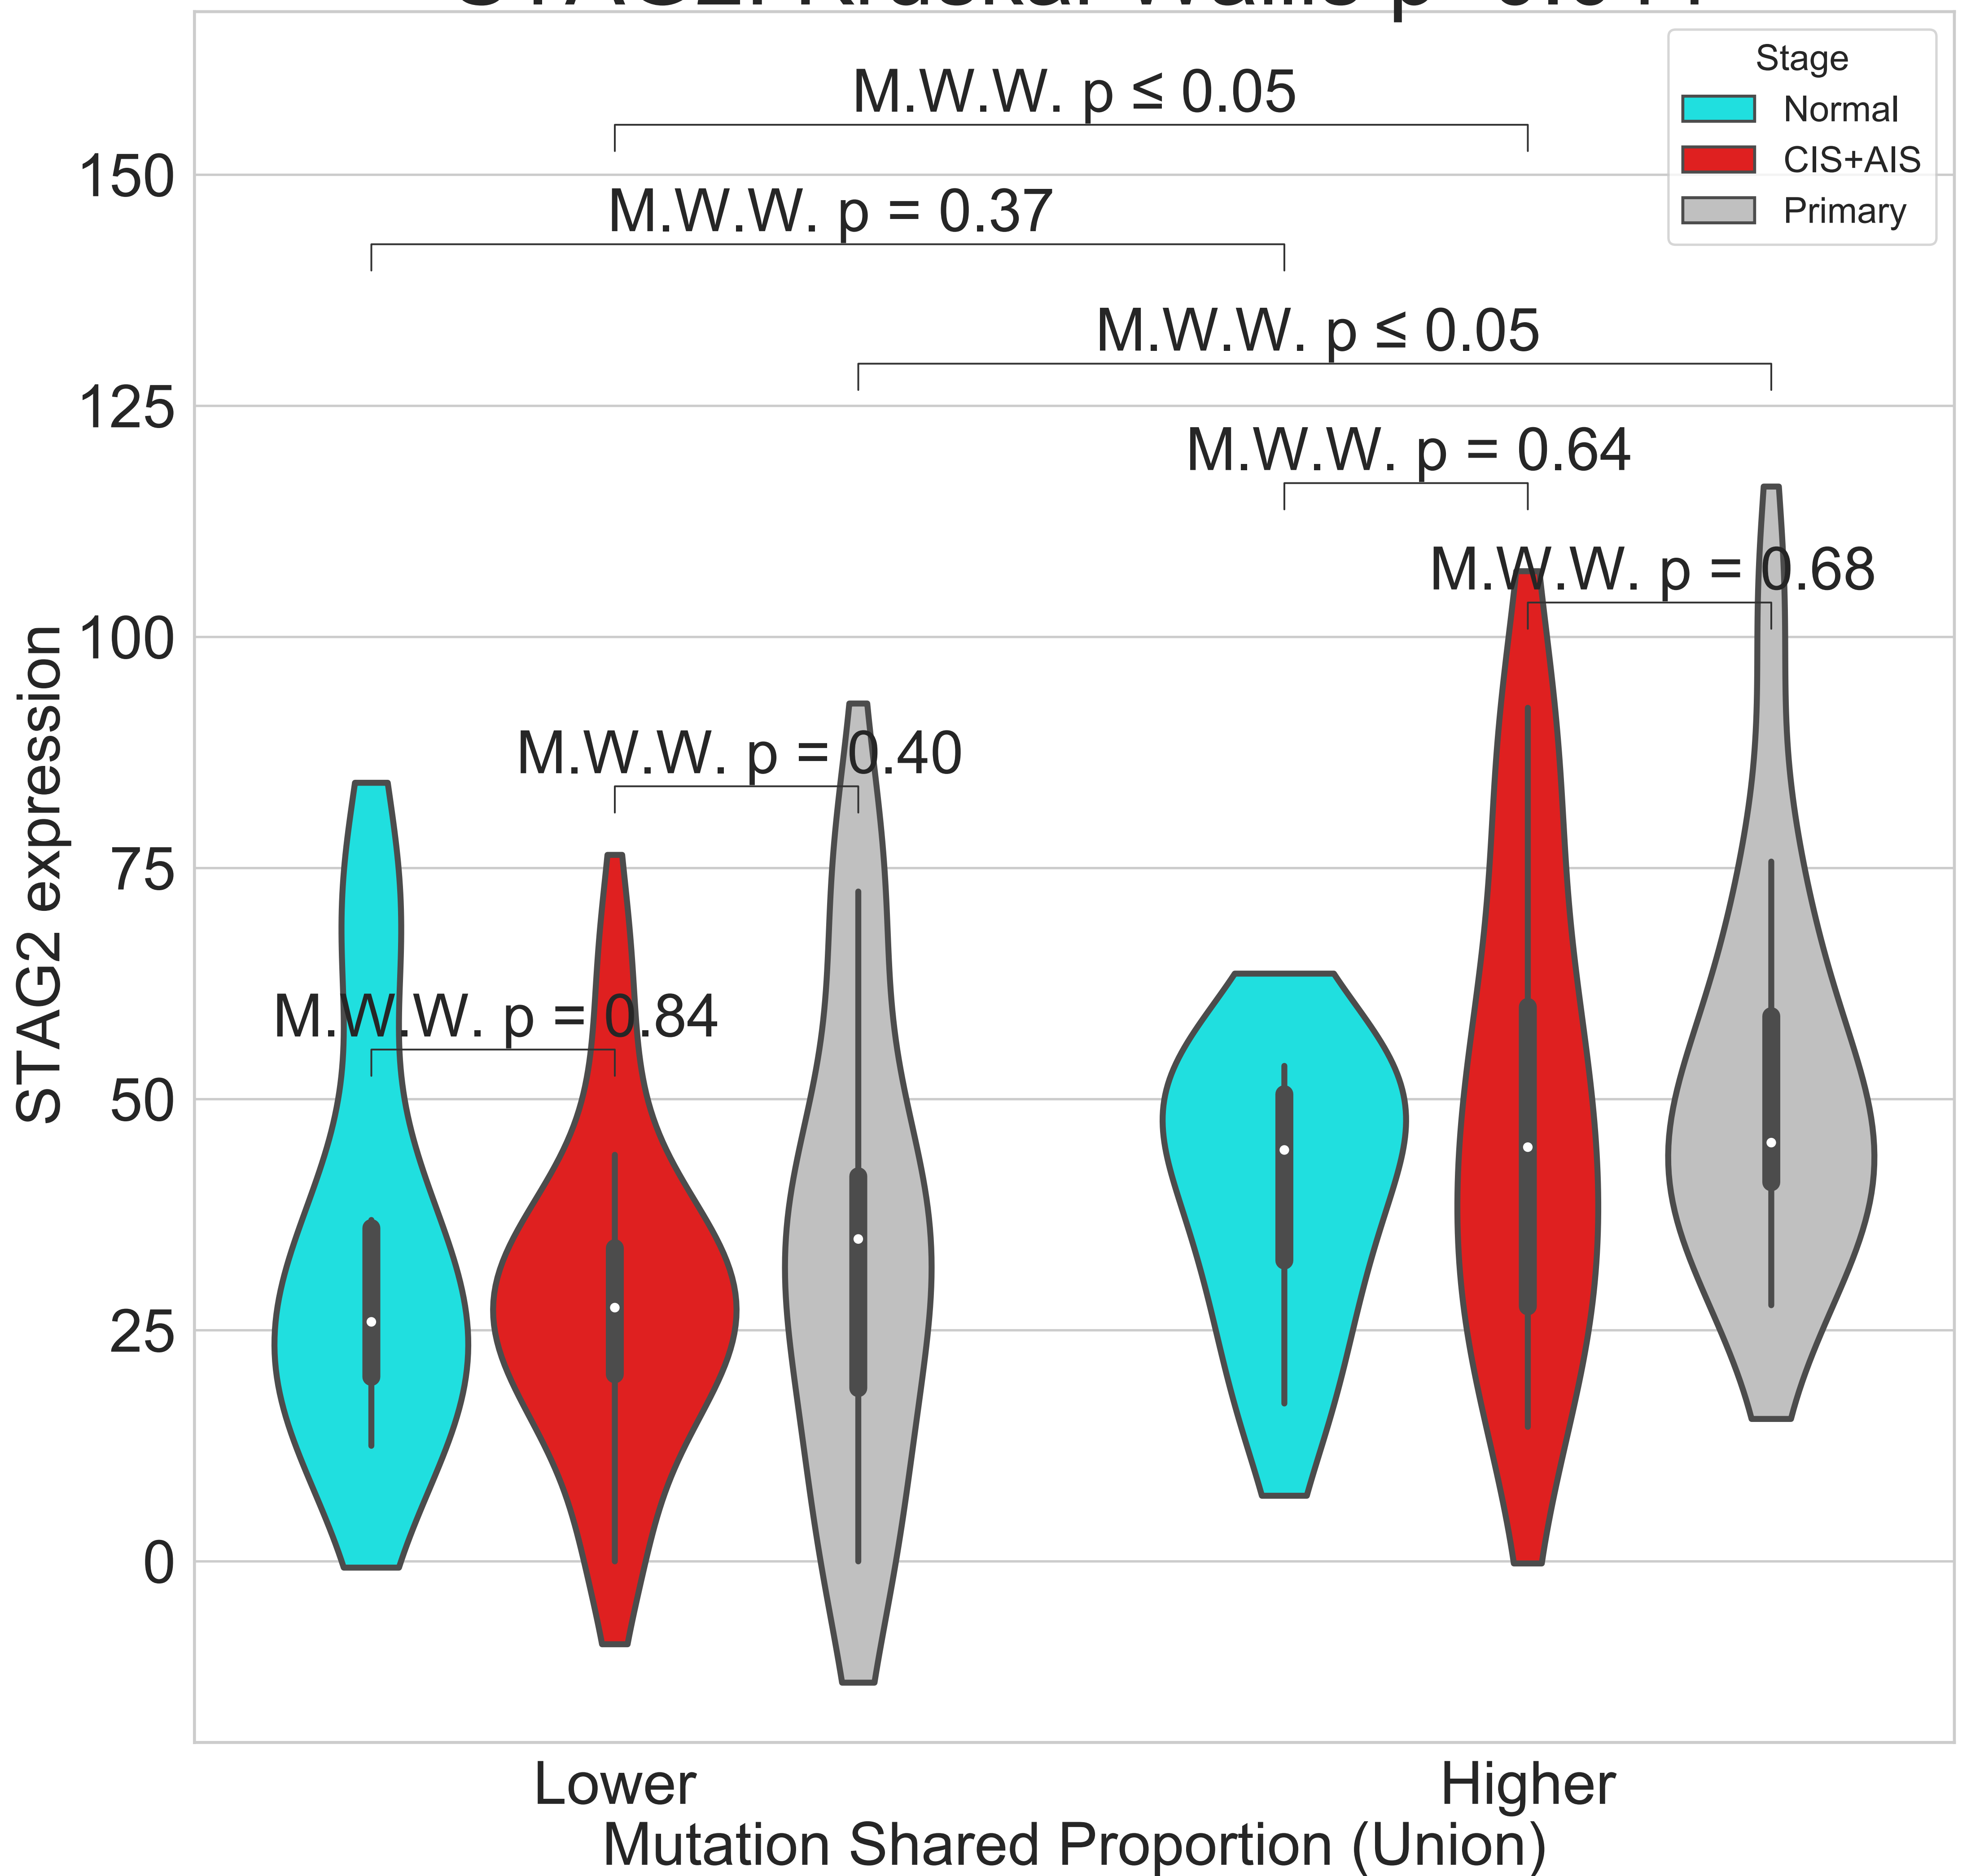 Stage
Normal
CIS+AIS
Primary
M.W.W. p ≤ 0.05
M.W.W. p = 0.37
M.W.W. p ≤ 0.05
M.W.W. p = 0.64
M.W.W. p = 0.68
M.W.W. p = 0.40
M.W.W. p = 0.84
150
125
100
75
50
25
0
STAG2 expression
Lower
Higher
Mutation Shared Proportion (Union)